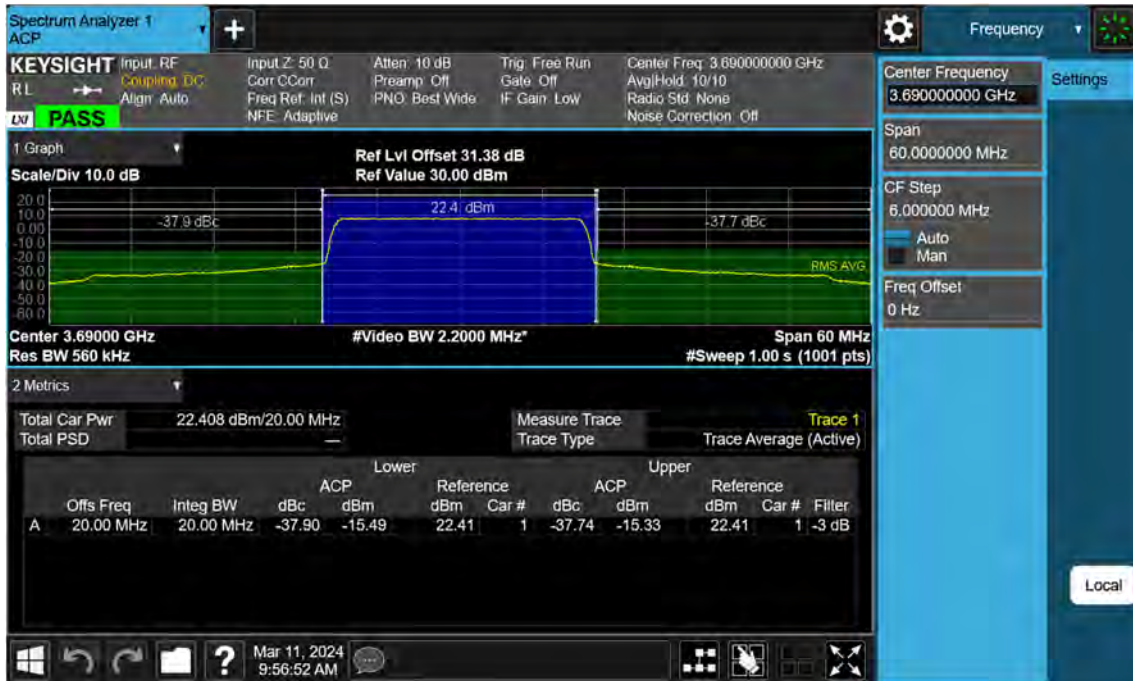 Spectrum Analyzer 1
ACP
+
Frequency
KEYSIGHT Input: RF Input Z: 50 Ω Atten: 10 dB Trig: Free Run Center Freq: 3.690000000 GHz
RL Coupling: DC Corr CCorr Preamp: Off Gate: Off Avg|Hold: 10/10
Align: Auto Freq Ref: Int (S) PNO: Best Wide IF Gain: Low Radio Std: None
LXI PASS NFE: Adaptive Noise Correction: Off
1 Graph
Ref Lvl Offset 31.38 dB
Scale/Div 10.0 dB Ref Value 30.00 dBm
20.0
10.0
0.00
-10.0
-20.0
-30.0
-40.0
-50.0
-60.0
-37.9 dBc 22.4 dBm -37.7 dBc
RMS AVG
Center 3.69000 GHz #Video BW 2.2000 MHz* Span 60 MHz
Res BW 560 kHz #Sweep 1.00 s (1001 pts)
2 Metrics
Total Car Pwr 22.408 dBm/20.00 MHz Measure Trace Trace 1
Total PSD — Trace Type Trace Average (Active)
Lower Upper
ACP Reference ACP Reference
Offs Freq Integ BW dBc dBm dBm Car # dBc dBm dBm Car # Filter
A 20.00 MHz 20.00 MHz -37.90 -15.49 22.41 1 -37.74 -15.33 22.41 1 -3 dB
Center Frequency
3.690000000 GHz
Span
60.0000000 MHz
CF Step
6.000000 MHz
Auto
Man
Freq Offset
0 Hz
Settings
Local
?
Mar 11, 2024
9:56:52 AM